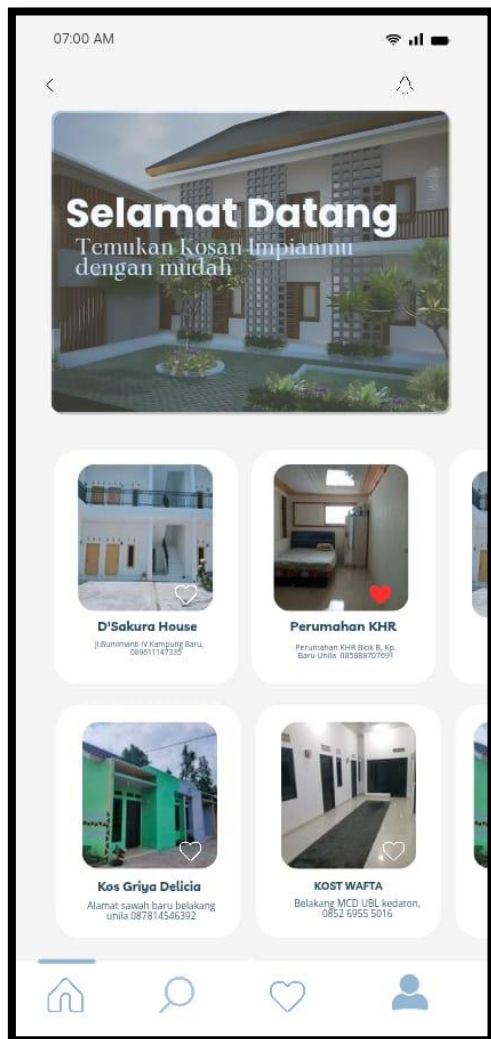 07:00 AM
Selamat Datang
Temukan Kosan Impianmu
dengan mudah
D'Sakura House
Jl.Bumimanti IV Kampung Baru,
089611147335
Perumahan KHR
Perumahan KHR Blok B, Kp.
Baru Unila 085888707691
Kos Griya Delicia
Alamat sawah baru belakang
unila 087814546392
KOST WAFTA
Belakang MCD UBL kedaton,
0852 6955 5016